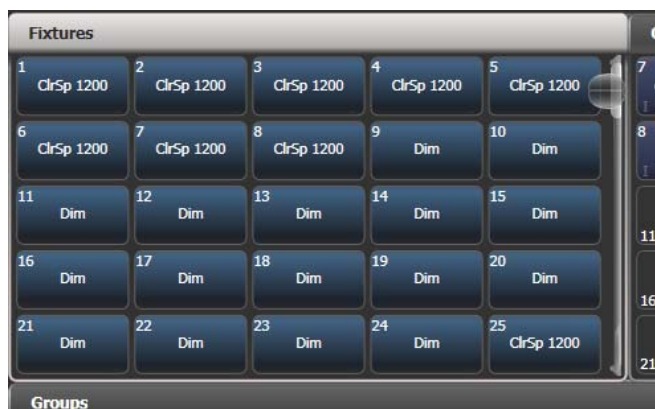 Fixtures
1 2 3 4 5 7
ClrSp 1200 ClrSp 1200 ClrSp 1200 ClrSp 1200 ClrSp 1200
6 7 8 9 10 8
ClrSp 1200 ClrSp 1200 ClrSp 1200 Dim Dim
11 12 13 14 15
Dim Dim Dim Dim Dim
11
16 17 18 19 20
Dim Dim Dim Dim Dim
16
21 22 23 24 25
Dim Dim Dim Dim ClrSp 1200
21
Groups